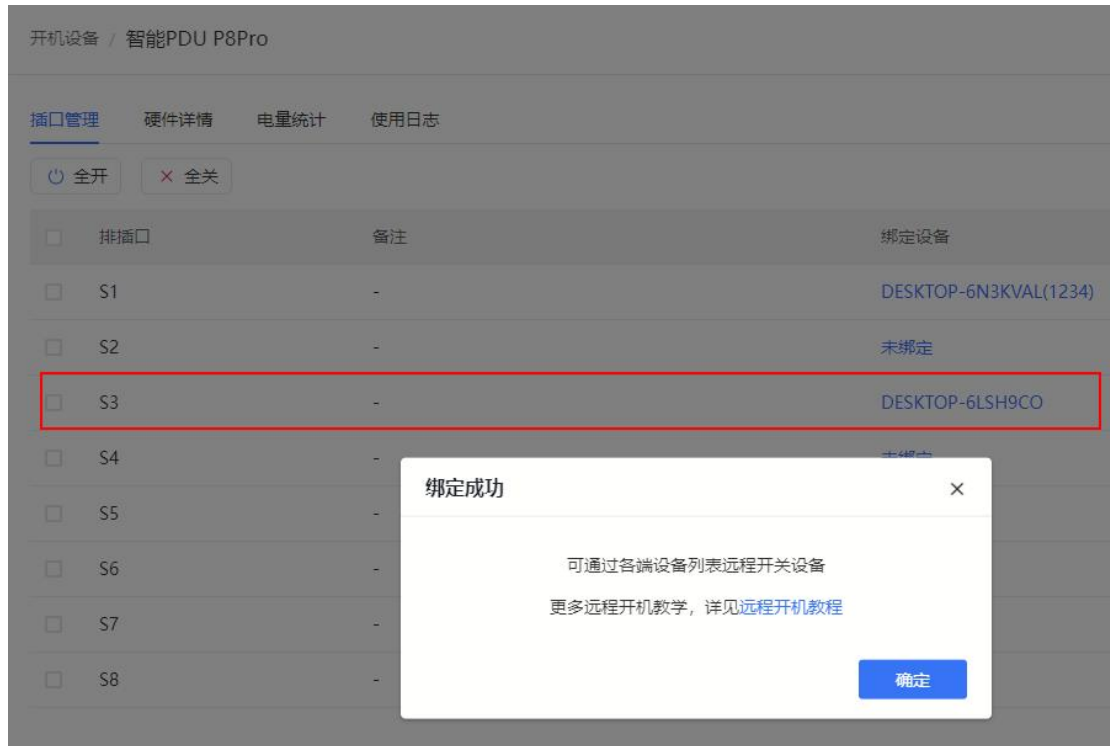 开机设备 / 智能PDU P8Pro
插口管理 硬件详情 电量统计 使用日志
全开 全关
排插口 备注 绑定设备
S1 - DESKTOP-6N3KVAL(1234)
S2 - 未绑定
S3 - DESKTOP-6LSH9CO
S4 - 未绑定
绑定成功
S5 -
可通过各端设备列表远程开关设备
S6 -
更多远程开机教学，详见远程开机教程
S7 -
S8 -
确定